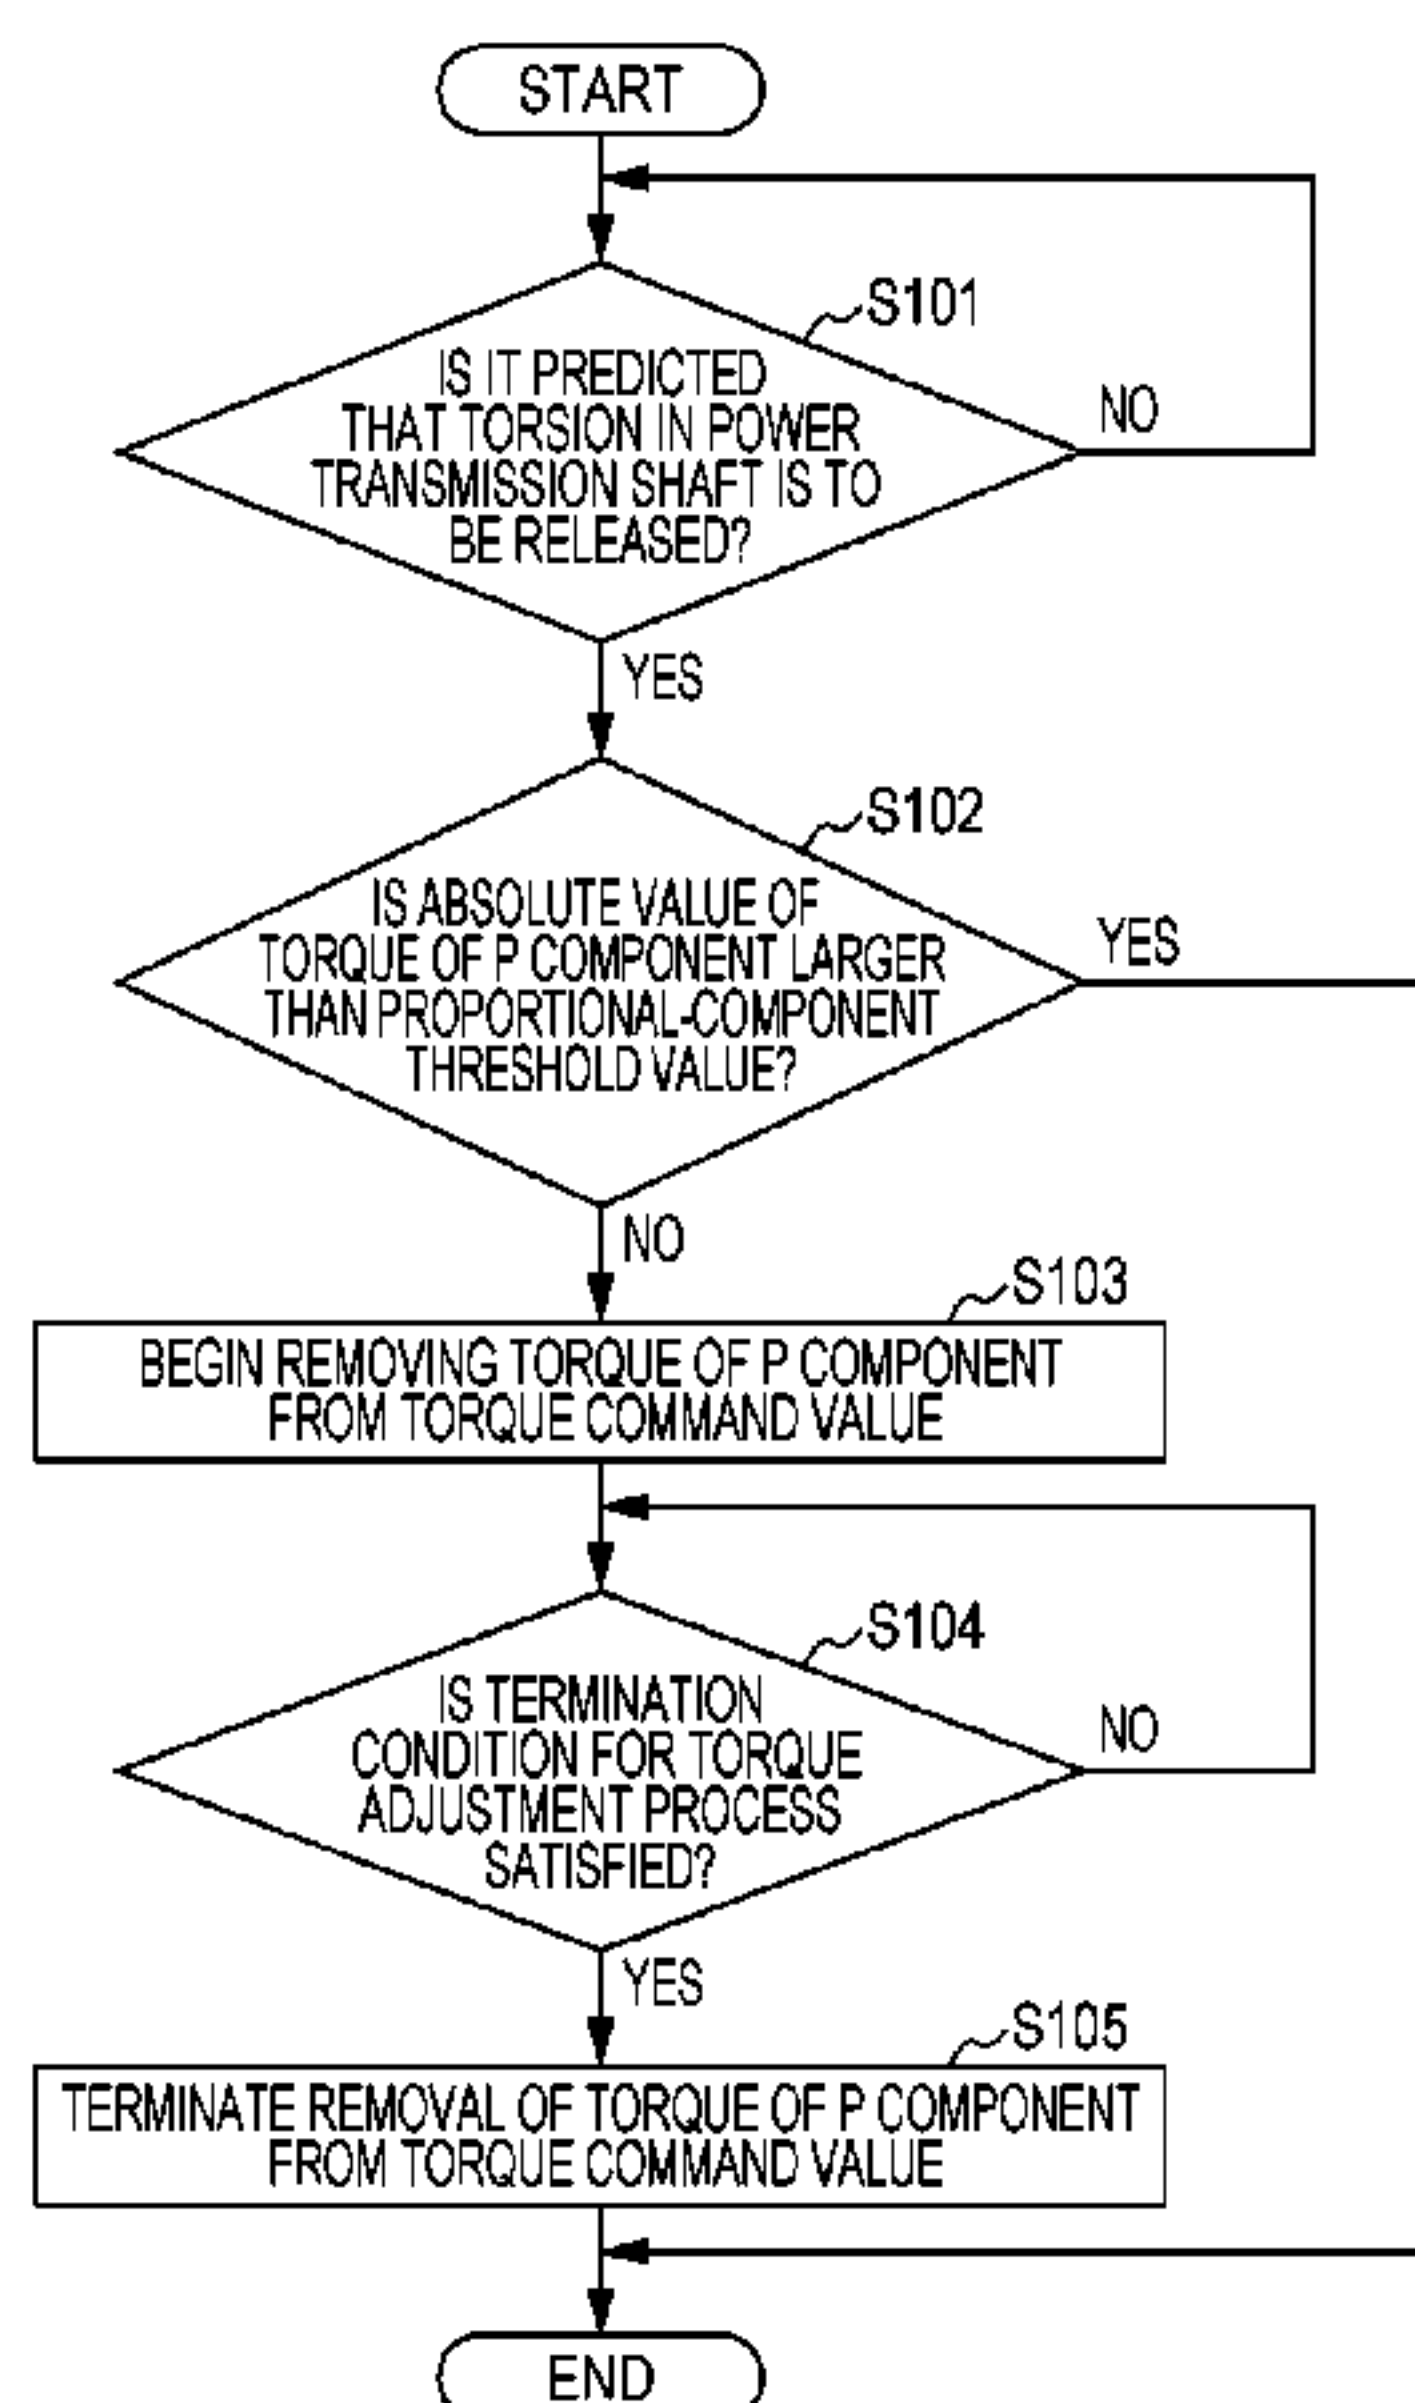 START
S101
IS IT PREDICTED
THAT TORSION IN POWER
TRANSMISSION SHAFT IS TO
BE RELEASED?
NO
YES
S102
IS ABSOLUTE VALUE OF
TORQUE OF P COMPONENT LARGER
THAN PROPORTIONAL-COMPONENT
THRESHOLD VALUE?
YES
NO
S103
BEGIN REMOVING TORQUE OF P COMPONENT
FROM TORQUE COMMAND VALUE
S104
IS TERMINATION
CONDITION FOR TORQUE
ADJUSTMENT PROCESS
SATISFIED?
NO
YES
S105
TERMINATE REMOVAL OF TORQUE OF P COMPONENT
FROM TORQUE COMMAND VALUE
END